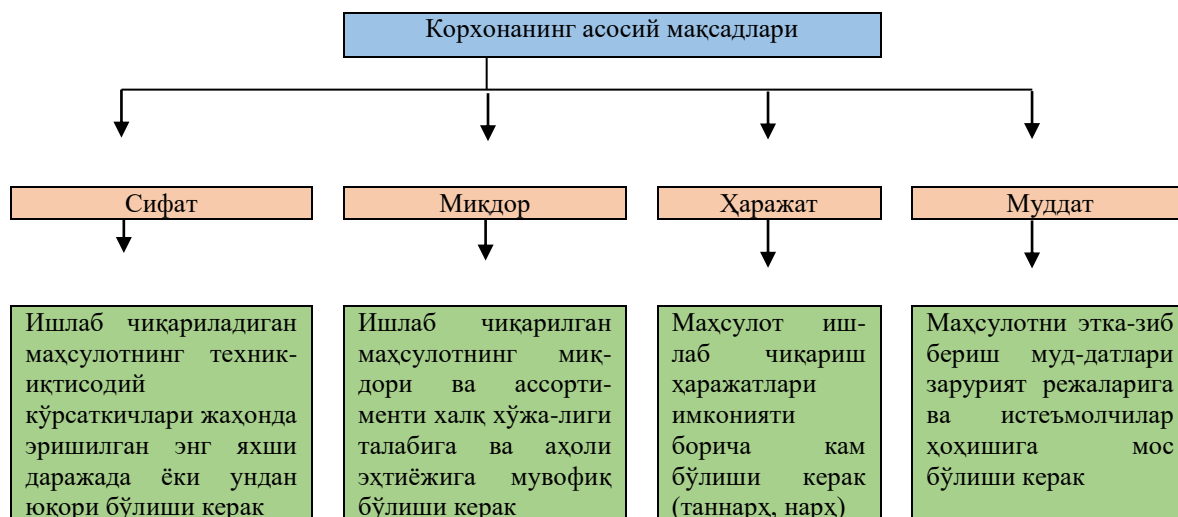 Корхонанинг асосий мақсадлари
Сифат
Миқдор
Ҳаражат
Муддат
Ишлаб чиқариладиган
маҳсулотнинг техник-
иқтисодий
кўрсаткичлари жаҳонда
эришилган энг яхши
даражада ёки ундан
юқори бўлиши керак
Ишлаб чиқарилган
маҳсулотнинг миқ-
дори ва ассорти-
менти халқ хўжа-лиги
талабига ва аҳоли
эҳтиёжига мувофиқ
бўлиши керак
Маҳсулот иш-
лаб чиқариш
ҳаражатлари
имконияти
борича кам
бўлиши керак
(таннарҳ, нарҳ)
Маҳсулотни этка-зиб
бериш муд-датлари
зарурият режаларига
ва истеъмолчилар
ҳоҳишига мос
бўлиши керак